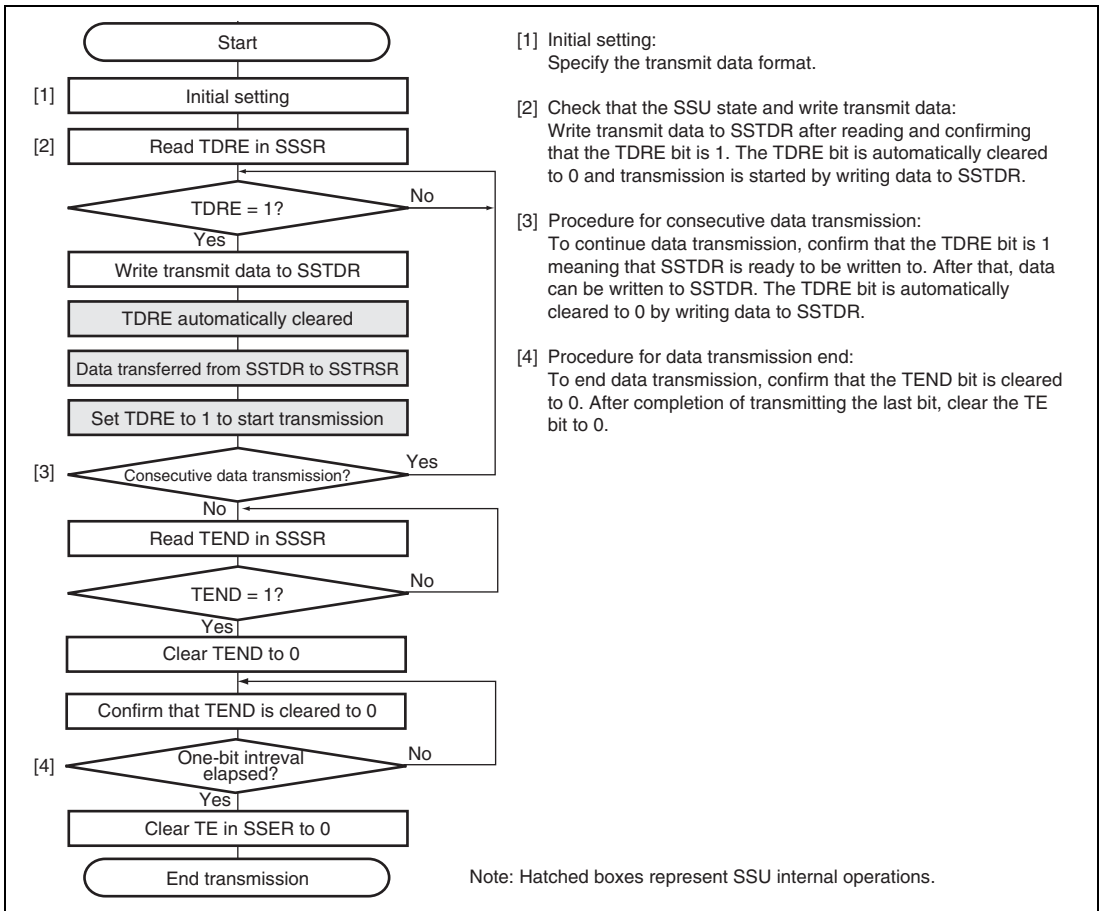 Start
[1] Initial setting
[2] Read TDRE in SSSR
TDRE = 1?
No
Yes
Write transmit data to SSTDR
TDRE automatically cleared
Data transferred from SSTDR to SSTRSR
Set TDRE to 1 to start transmission
[3] Consecutive data transmission?
Yes
No
Read TEND in SSSR
TEND = 1?
No
Yes
Clear TEND to 0
Confirm that TEND is cleared to 0
[4] One-bit intreval
elapsed?
No
Yes
Clear TE in SSER to 0
End transmission
[1] Initial setting:
Specify the transmit data format.
[2] Check that the SSU state and write transmit data:
Write transmit data to SSTDR after reading and confirming
that the TDRE bit is 1. The TDRE bit is automatically cleared
to 0 and transmission is started by writing data to SSTDR.
[3] Procedure for consecutive data transmission:
To continue data transmission, confirm that the TDRE bit is 1
meaning that SSTDR is ready to be written to. After that, data
can be written to SSTDR. The TDRE bit is automatically
cleared to 0 by writing data to SSTDR.
[4] Procedure for data transmission end:
To end data transmission, confirm that the TEND bit is cleared
to 0. After completion of transmitting the last bit, clear the TE
bit to 0.
Note: Hatched boxes represent SSU internal operations.